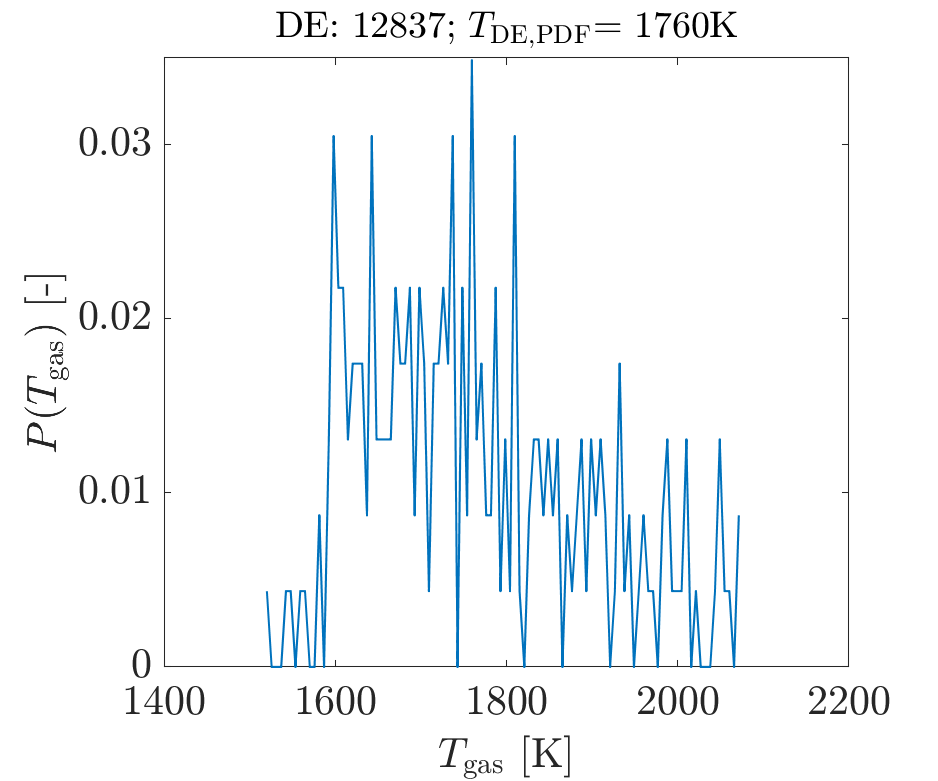 DE: 12837; T_DE,PDF= 1760K
0.03
0.02
0.01
0
P(T_gas) [-]
1400 1600 1800 2000 2200
T_gas [K]